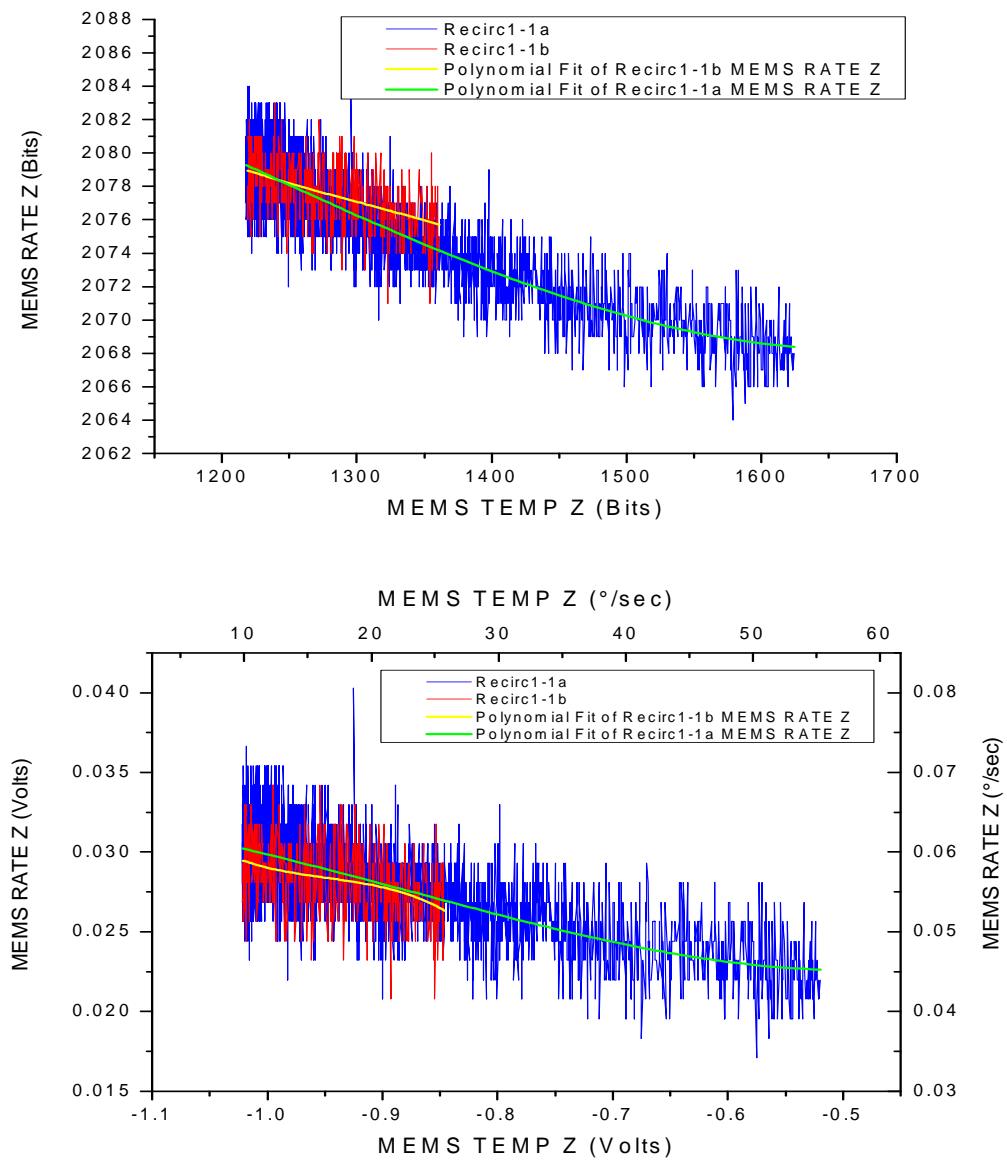 2088
2086
2084
2082
2080
2078
2076
2074
2072
2070
2068
2066
2064
2062
MEMS RATE Z (Bits)
Recirc1-1a
Recirc1-1b
Polynomial Fit of Recirc1-1b MEMS RATE Z
Polynomial Fit of Recirc1-1a MEMS RATE Z
1200 1300 1400 1500 1600 1700
MEMS TEMP Z (Bits)
MEMS TEMP Z (°/sec)
10 20 30 40 50 60
Recirc1-1a
Recirc1-1b
Polynomial Fit of Recirc1-1b MEMS RATE Z
Polynomial Fit of Recirc1-1a MEMS RATE Z
0.040 0.08
0.035 0.07
0.030 0.06
0.025 0.05
0.020 0.04
0.015 0.03
MEMS RATE Z (Volts)
MEMS RATE Z (°/sec)
-1.1 -1.0 -0.9 -0.8 -0.7 -0.6 -0.5
MEMS TEMP Z (Volts)